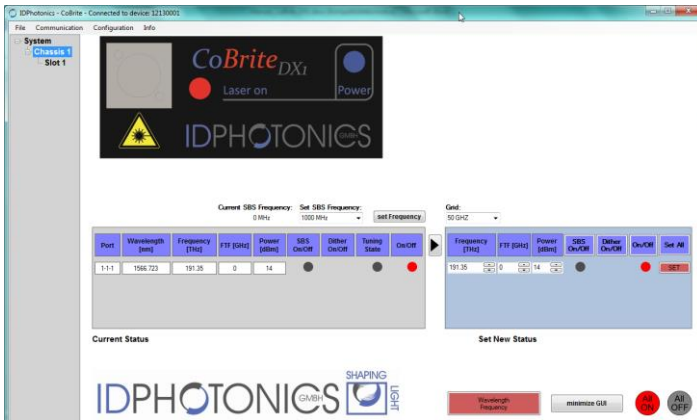 IDPhotonics - CoBrite - Connected to device: 12130001
File Communication Configuration Info
System
Chassis 1
Slot 1
CoBrite DX1
Laser on
Power
IDPHOTONICS GMBH
Current SBS Frequency: Set SBS Frequency: Grid:
0 MHz 1000 MHz set Frequency 50 GHZ
Port Wavelength [nm] Frequency [THz] FTF [GHz] Power [dBm] SBS On/Off Dither On/Off Tuning State On/Off
1-1-1 1566.723 191.35 0 14
Frequency [THz] FTF [GHz] Power [dBm] SBS On/Off Dither On/Off On/Off Set All
191.35 0 14 SET
Current Status Set New Status
IDPHOTONICS GMBH SHAPING LIGHT
Wavelength
Frequency
minimize GUI
All
ON
All
OFF